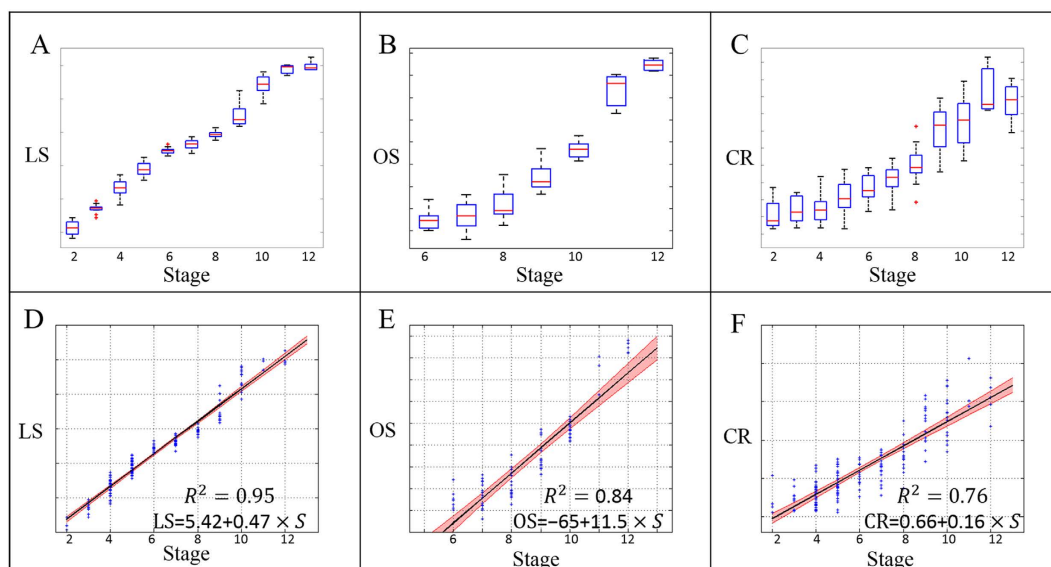 A
LS
2 4 6 8 10 12
Stage
B
OS
6 7 8 9 10 11 12
Stage
C
CR
2 4 6 8 10 12
Stage
D
LS
R² = 0.95
LS=5.42+0.47 × S
2 4 6 8 10 12
Stage
E
OS
R² = 0.84
OS=−65+11.5 × S
6 8 10 12
Stage
F
CR
R² = 0.76
CR=0.66+0.16 × S
2 4 6 8 10 12
Stage